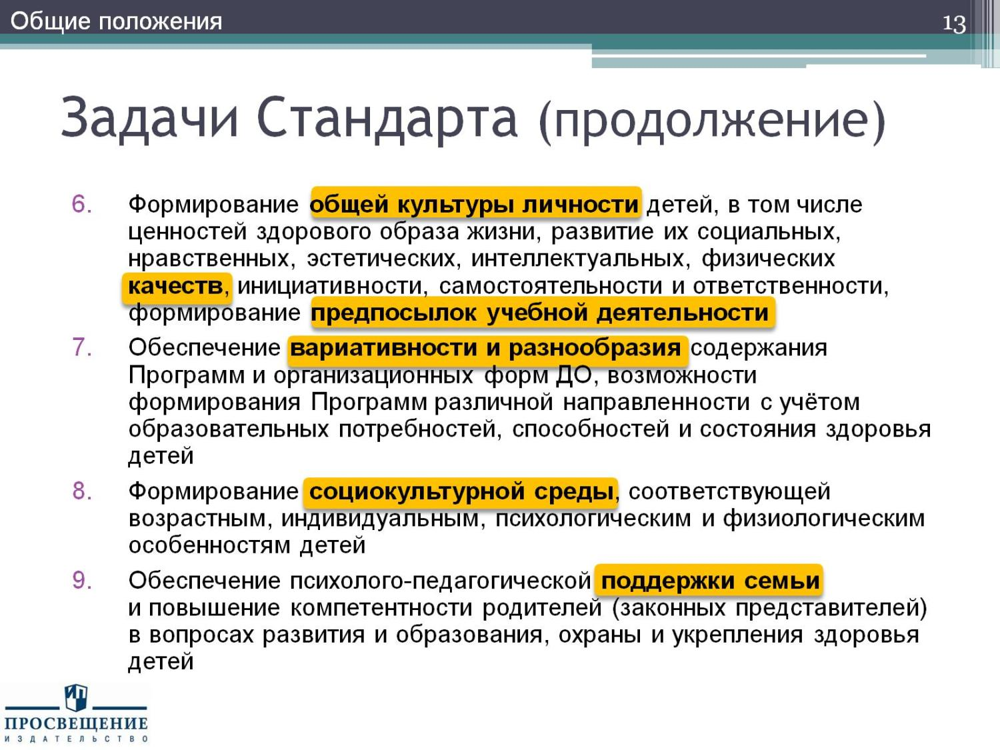 Общие положения
13
Задачи Стандарта (продолжение)
6. Формирование общей культуры личности детей, в том числе
ценностей здорового образа жизни, развитие их социальных,
нравственных, эстетических, интеллектуальных, физических
качеств, инициативности, самостоятельности и ответственности,
формирование предпосылок учебной деятельности
7. Обеспечение вариативности и разнообразия содержания
Программ и организационных форм ДО, возможности
формирования Программ различной направленности с учётом
образовательных потребностей, способностей и состояния здоровья
детей
8. Формирование социокультурной среды, соответствующей
возрастным, индивидуальным, психологическим и физиологическим
особенностям детей
9. Обеспечение психолого-педагогической поддержки семьи
и повышение компетентности родителей (законных представителей)
в вопросах развития и образования, охраны и укрепления здоровья
детей
ИП
ПРОСВЕЩЕНИЕ
ИЗДАТЕЛЬСТВО